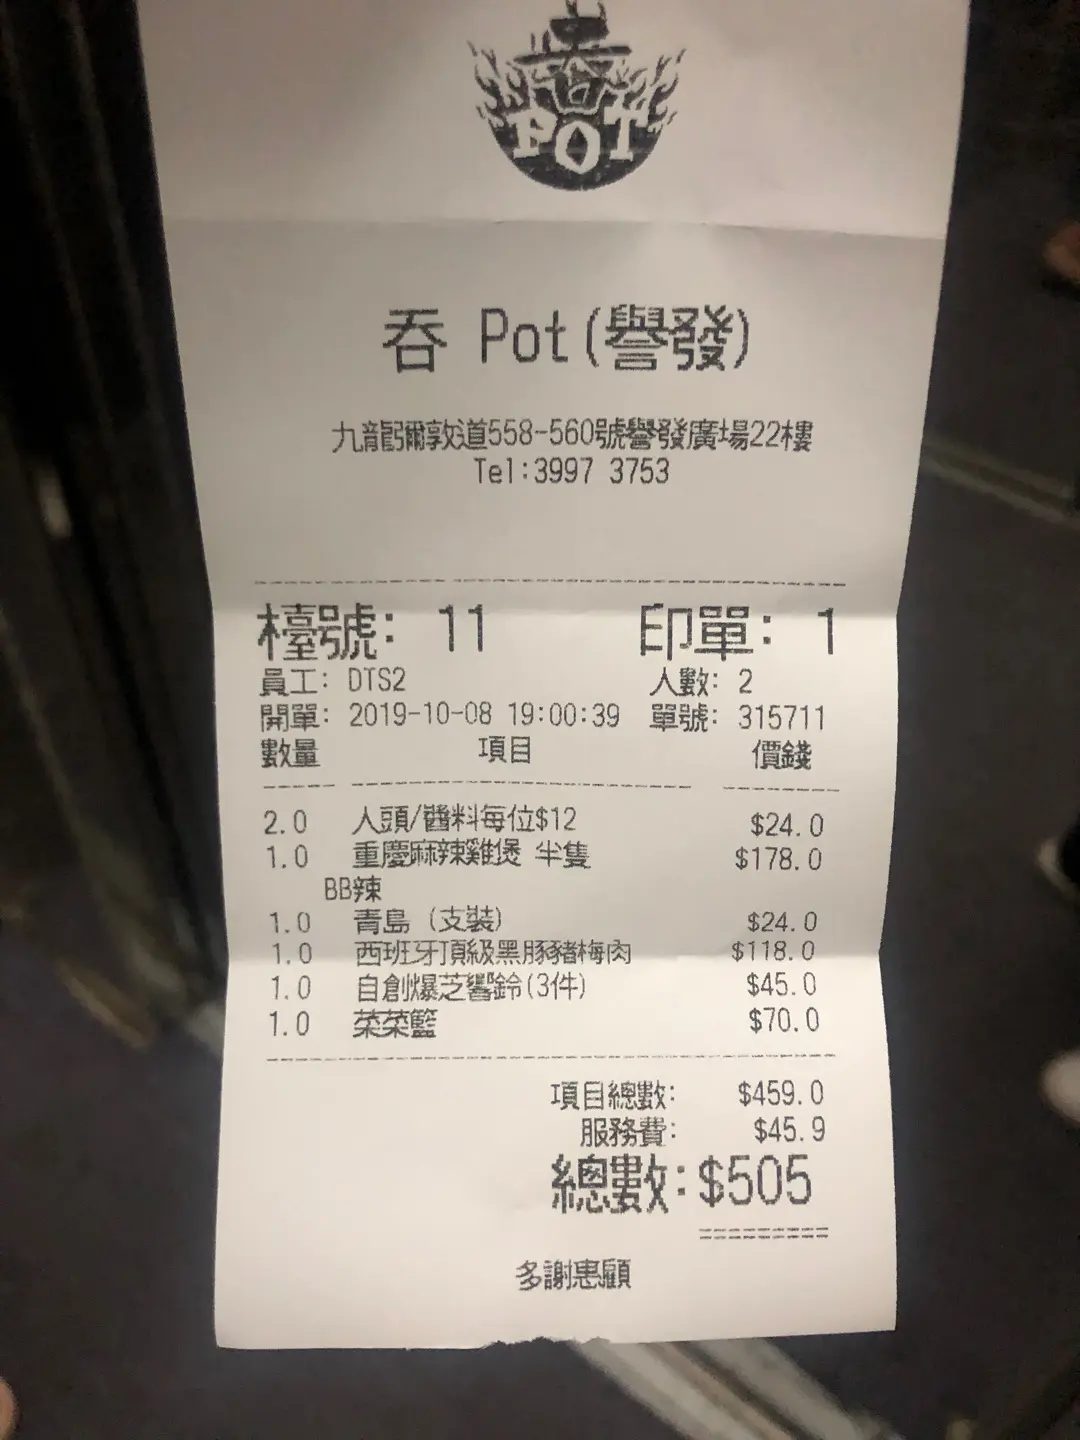 吞
POT
吞 Pot(譽發)
九龍彌敦道558-560號譽發廣場22樓
Tel:3997 3753
檯號: 11 印單: 1
員工: DTS2 人數: 2
開單: 2019-10-08 19:00:39 單號: 315711
數量 項目 價錢
2.0 人頭/醬料每位$12 $24.0
1.0 重慶麻辣雞煲 半隻 $178.0
BB辣
1.0 青島 (支裝) $24.0
1.0 西班牙頂級黑豚豬梅肉 $118.0
1.0 自創爆芝響鈴(3件) $45.0
1.0 菜菜籃 $70.0
項目總數: $459.0
服務費: $45.9
總數: $505
多謝惠顧